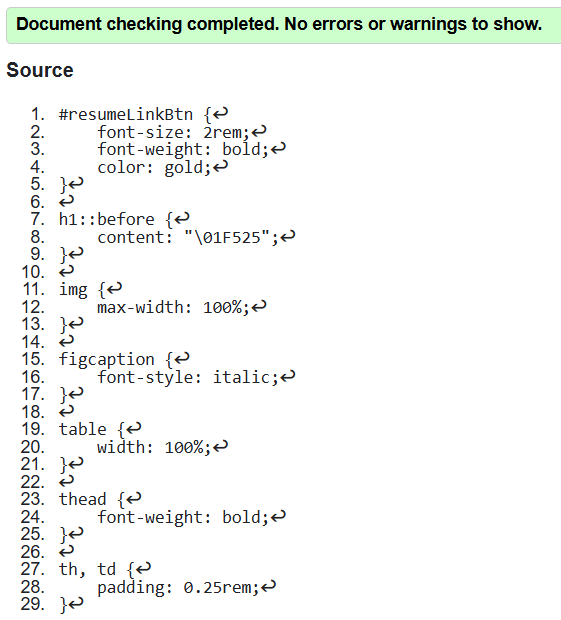 Document checking completed. No errors or warnings to show.
Source
1. #resumeLinkBtn {↩
2.     font-size: 2rem;↩
3.     font-weight: bold;↩
4.     color: gold;↩
5. }↩
6. ↩
7. h1::before {↩
8.     content: "\01F525";↩
9. }↩
10. ↩
11. img {↩
12.     max-width: 100%;↩
13. }↩
14. ↩
15. figcaption {↩
16.     font-style: italic;↩
17. }↩
18. ↩
19. table {↩
20.     width: 100%;↩
21. }↩
22. ↩
23. thead {↩
24.     font-weight: bold;↩
25. }↩
26. ↩
27. th, td {↩
28.     padding: 0.25rem;↩
29. }↩